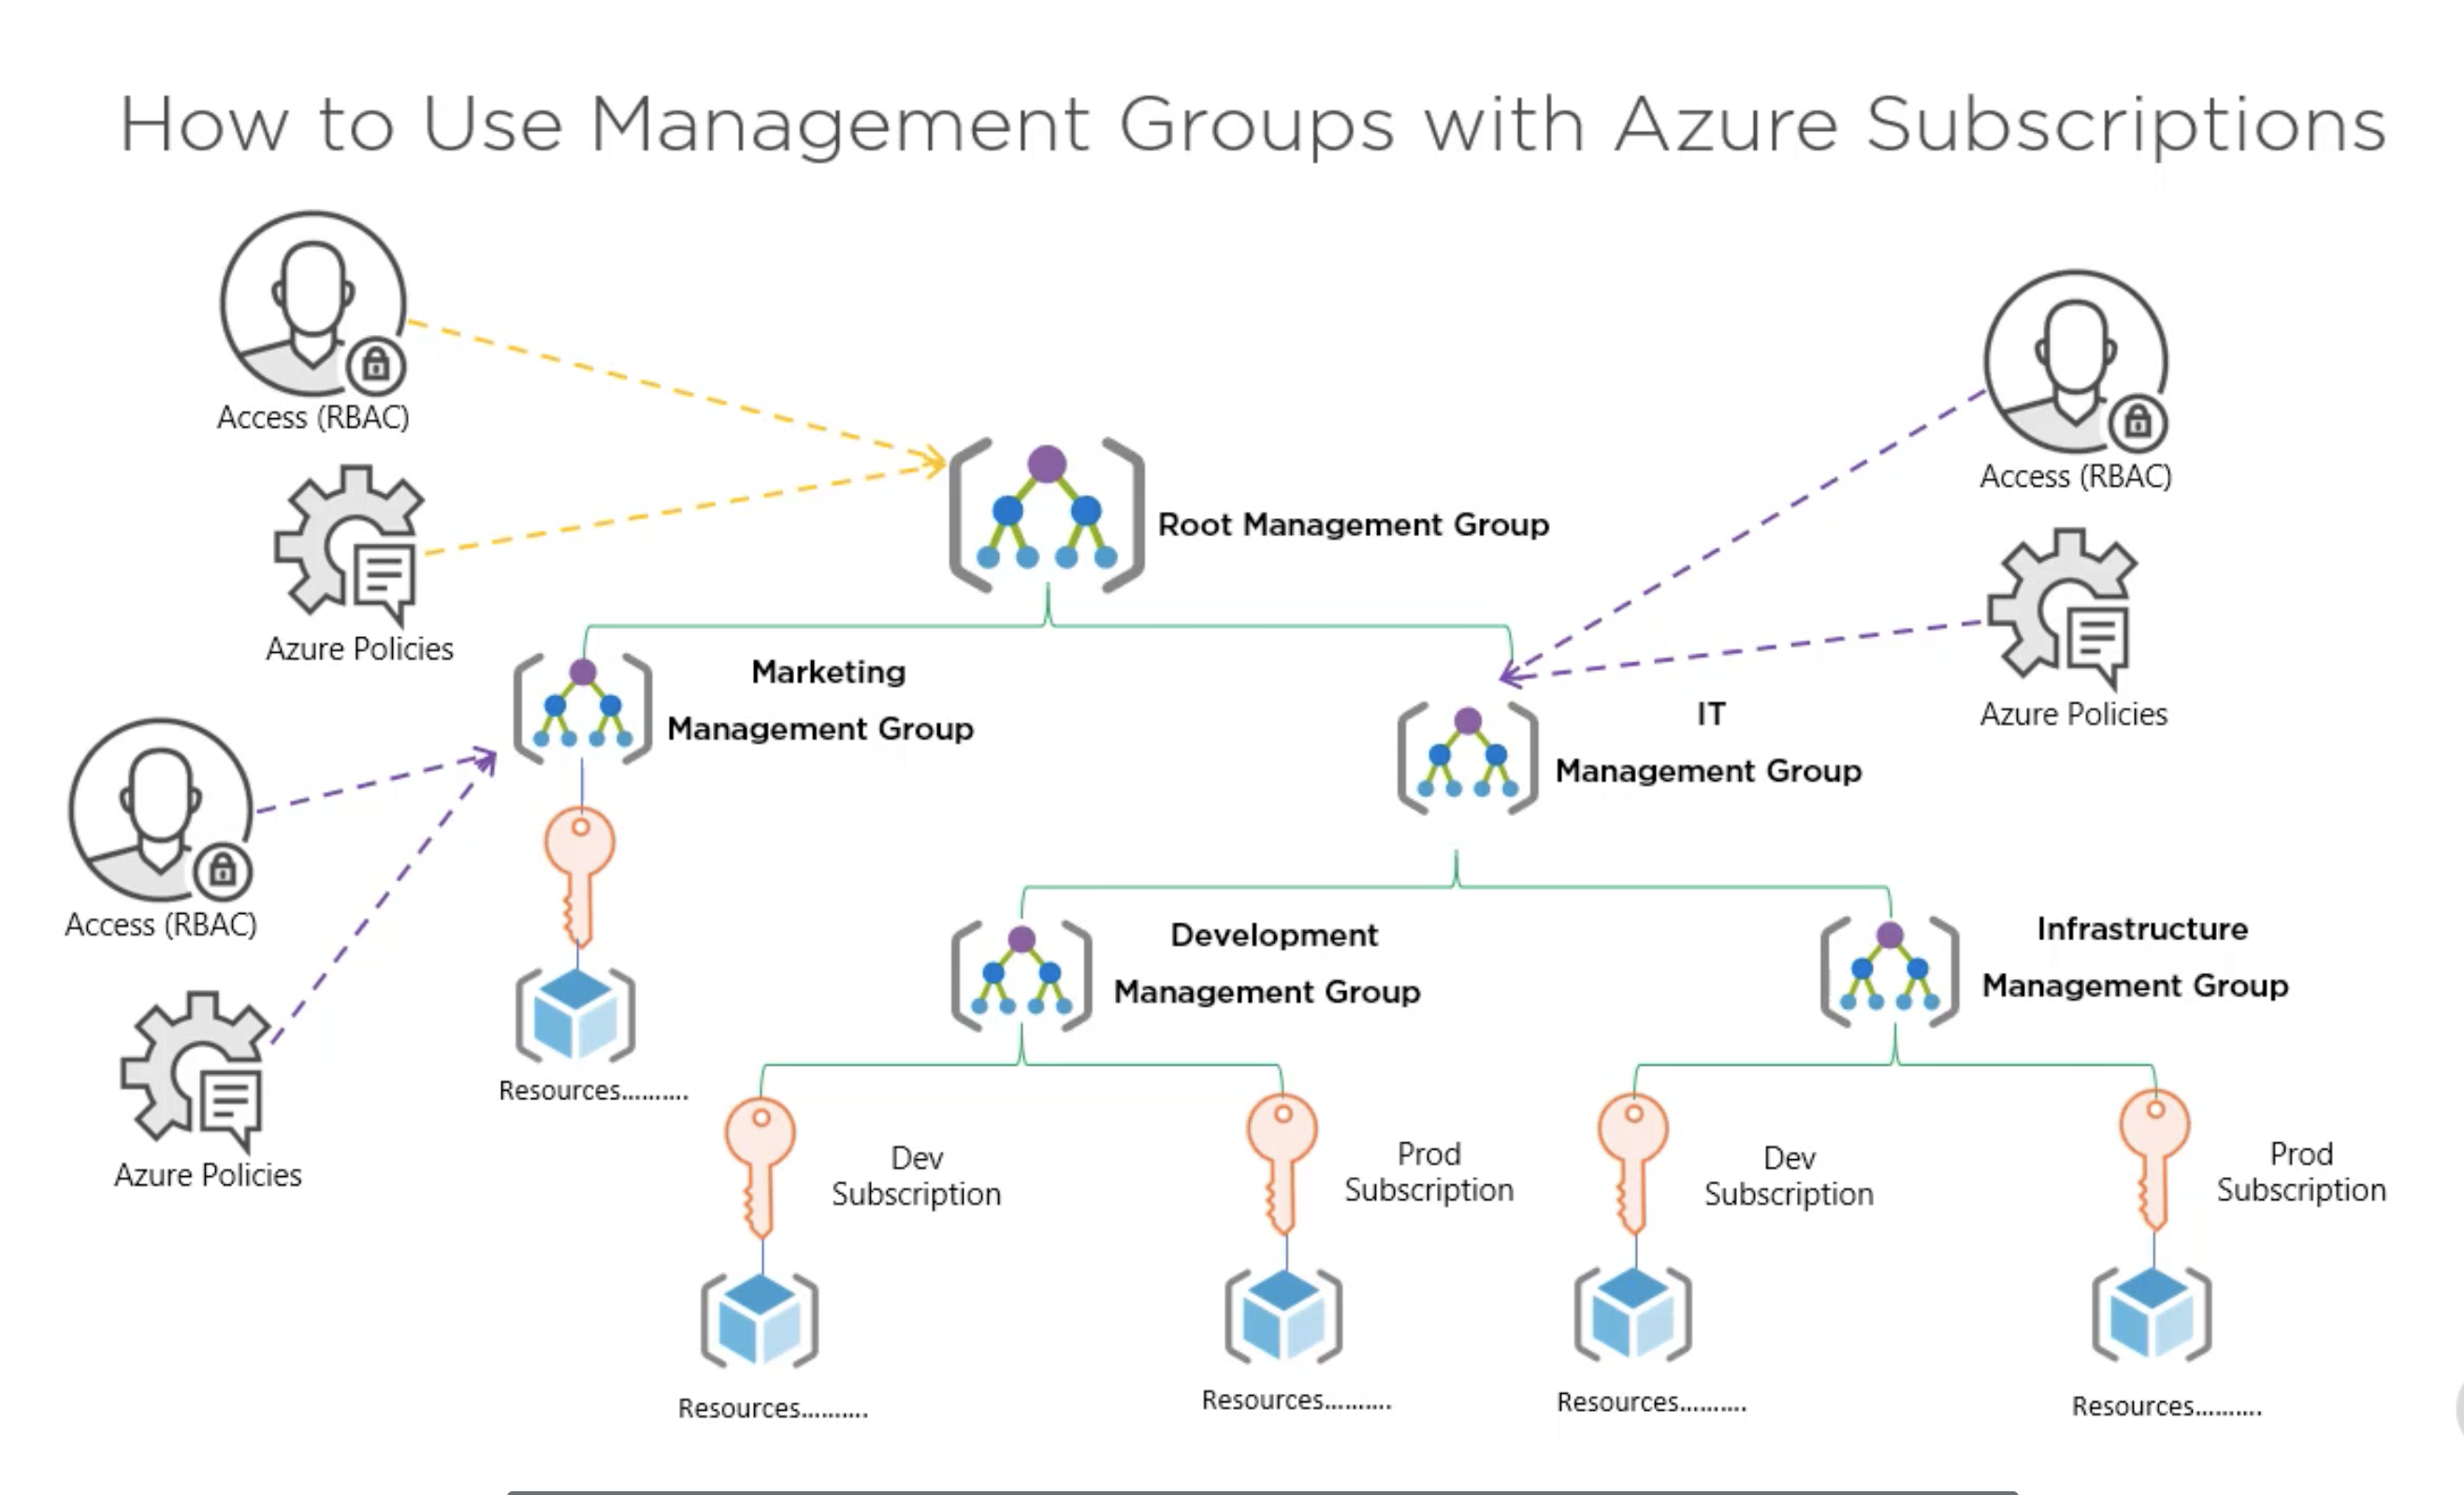 How to Use Management Groups with Azure Subscriptions
Access (RBAC)
Access (RBAC)
Root Management Group
Azure Policies
Marketing
Management Group
IT
Management Group
Azure Policies
Access (RBAC)
Development
Management Group
Infrastructure
Management Group
Resources..........
Azure Policies
Dev
Subscription
Prod
Subscription
Dev
Subscription
Prod
Subscription
Resources..........
Resources..........
Resources..........
Resources..........